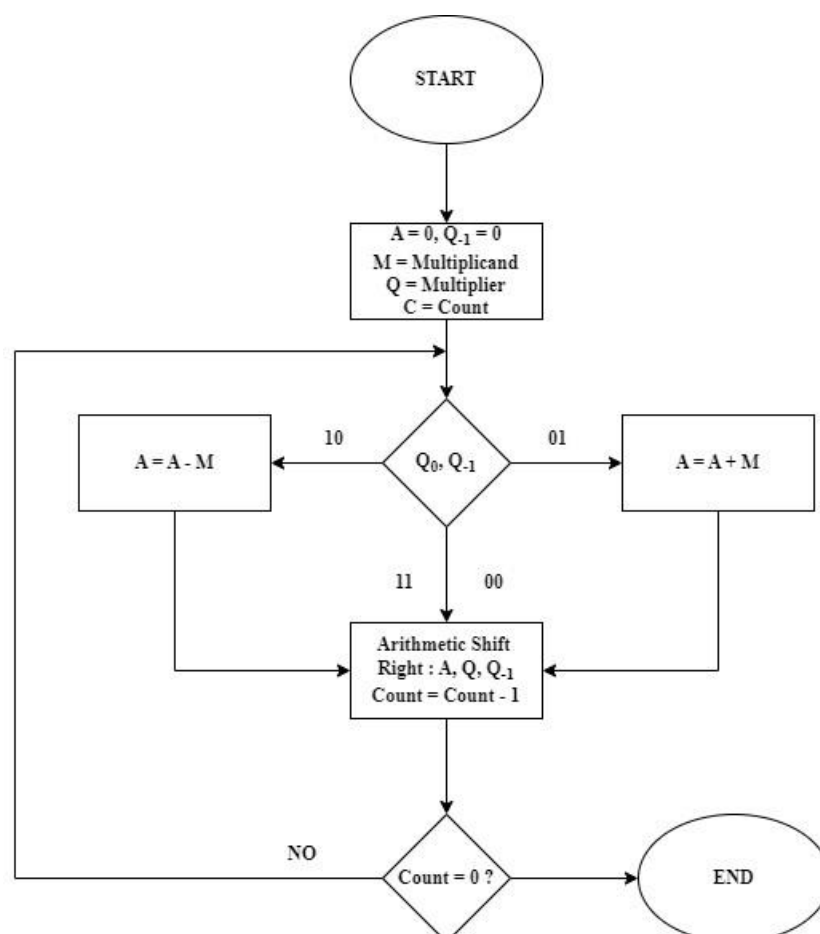 START
A = 0, Q-1 = 0
M = Multiplicand
Q = Multiplier
C = Count
10
01
A = A - M
Q0, Q-1
A = A + M
11
00
Arithmetic Shift
Right : A, Q, Q-1
Count = Count - 1
NO
Count = 0 ?
END